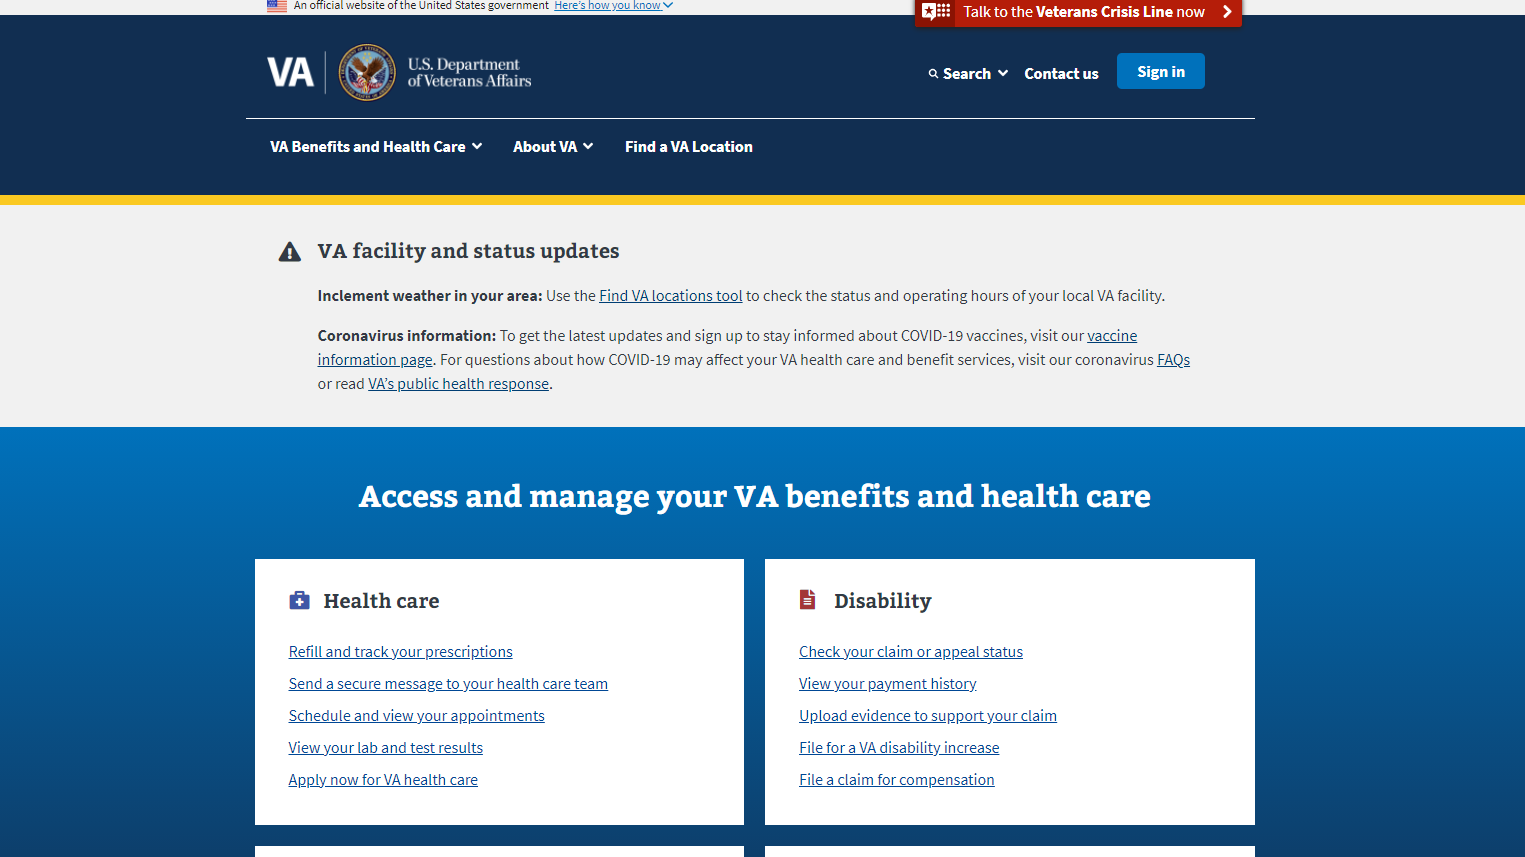 An official website of the United States government Here's how you know
Talk to the Veterans Crisis Line now
VA
U.S. Department
of Veterans Affairs
Search
Contact us
Sign in
VA Benefits and Health Care
About VA
Find a VA Location
VA facility and status updates
Inclement weather in your area: Use the Find VA locations tool to check the status and operating hours of your local VA facility.
Coronavirus information: To get the latest updates and sign up to stay informed about COVID-19 vaccines, visit our vaccine
information page. For questions about how COVID-19 may affect your VA health care and benefit services, visit our coronavirus FAQs
or read VA’s public health response.
Access and manage your VA benefits and health care
Health care
Refill and track your prescriptions
Send a secure message to your health care team
Schedule and view your appointments
View your lab and test results
Apply now for VA health care
Disability
Check your claim or appeal status
View your payment history
Upload evidence to support your claim
File for a VA disability increase
File a claim for compensation